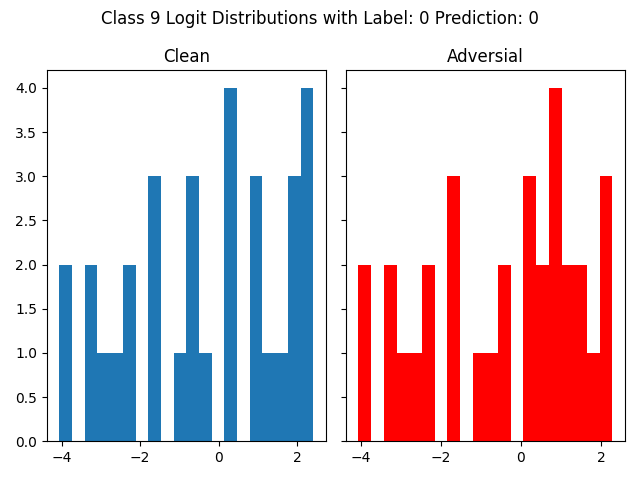 Class 9 Logit Distributions with Label: 0 Prediction: 0
Clean
Adversial
4.0
3.5
3.0
2.5
2.0
1.5
1.0
0.5
0.0
−4 −2 0 2
−4 −2 0 2